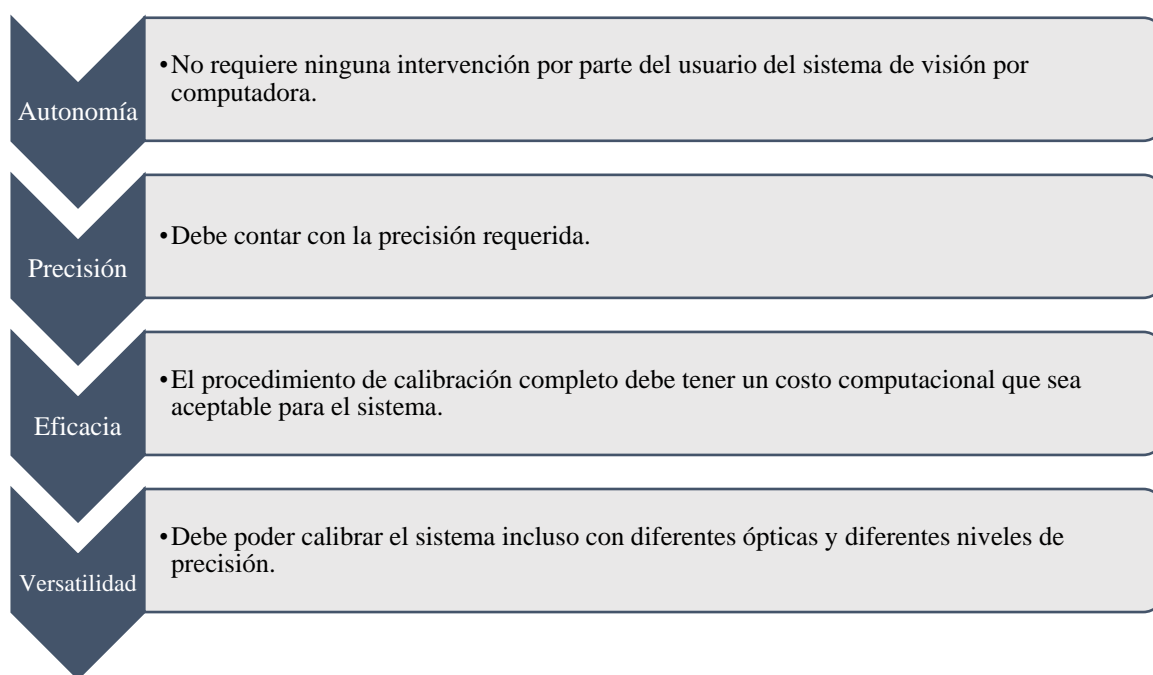 Autonomía
•No requiere ninguna intervención por parte del usuario del sistema de visión por
computadora.
Precisión
•Debe contar con la precisión requerida.
Eficacia
•El procedimiento de calibración completo debe tener un costo computacional que sea
aceptable para el sistema.
Versatilidad
•Debe poder calibrar el sistema incluso con diferentes ópticas y diferentes niveles de
precisión.